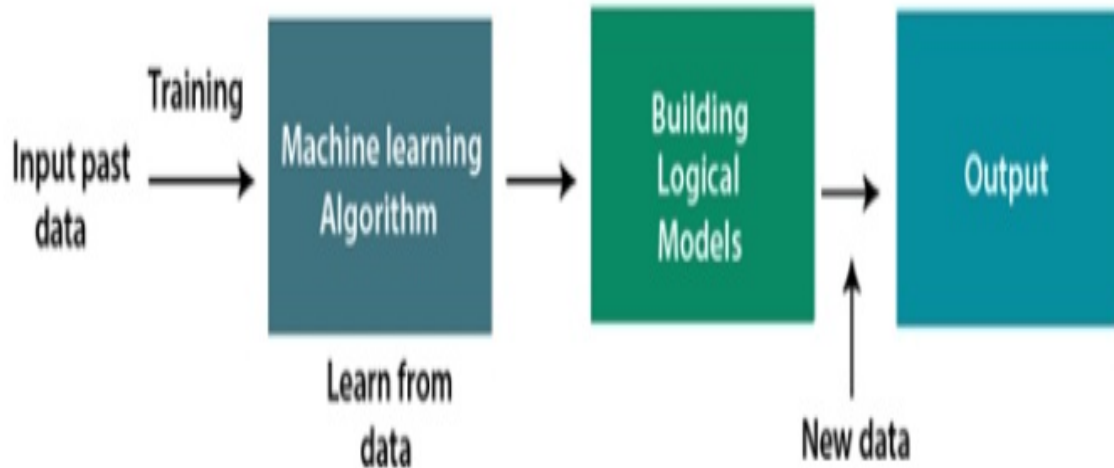 Training
Input past
data
Machine learning
Algorithm
Learn from
data
Building
Logical
Models
New data
Output